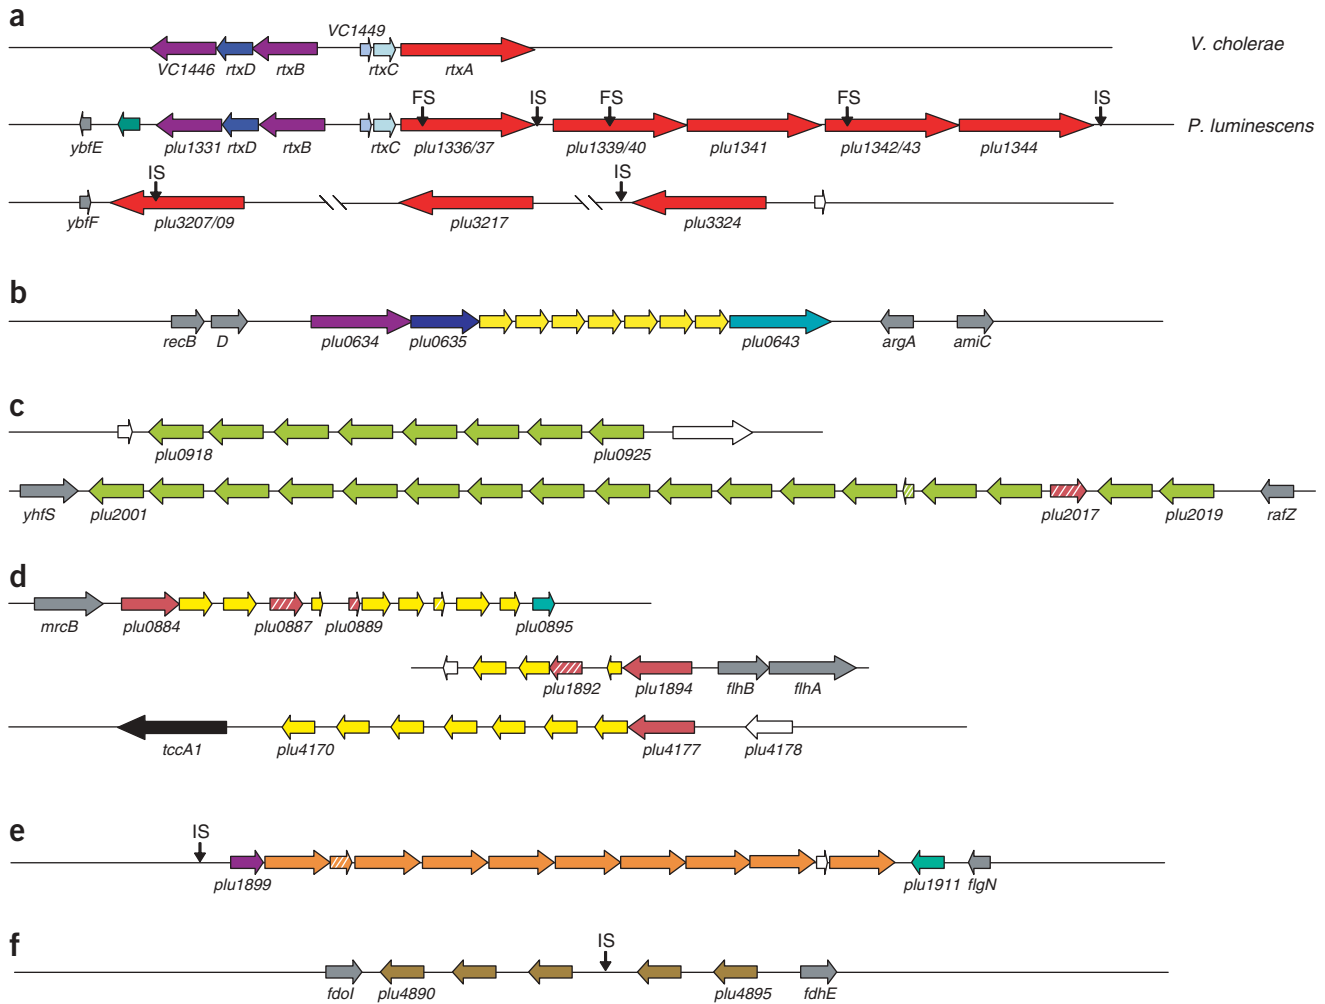 a
VC1449
V. cholerae
VC1446 rtxD rtxB rtxC rtxA
FS IS FS FS IS
P. luminescens
ybfE plu1331 rtxD rtxB rtxC plu1336/37 plu1339/40 plu1341 plu1342/43 plu1344
IS IS
ybfF plu3207/09 plu3217 plu3324
b
recB D plu0634 plu0635 plu0643 argA amiC
c
plu0918 plu0925
yhfS plu2001 plu2017 plu2019 rafZ
d
mrcB plu0884 plu0887 plu0889 plu0895
plu1892 plu1894 flhB flhA
tccA1 plu4170 plu4177 plu4178
e
IS
plu1899 plu1911 flgN
f
IS
fdoI plu4890 plu4895 fdhE